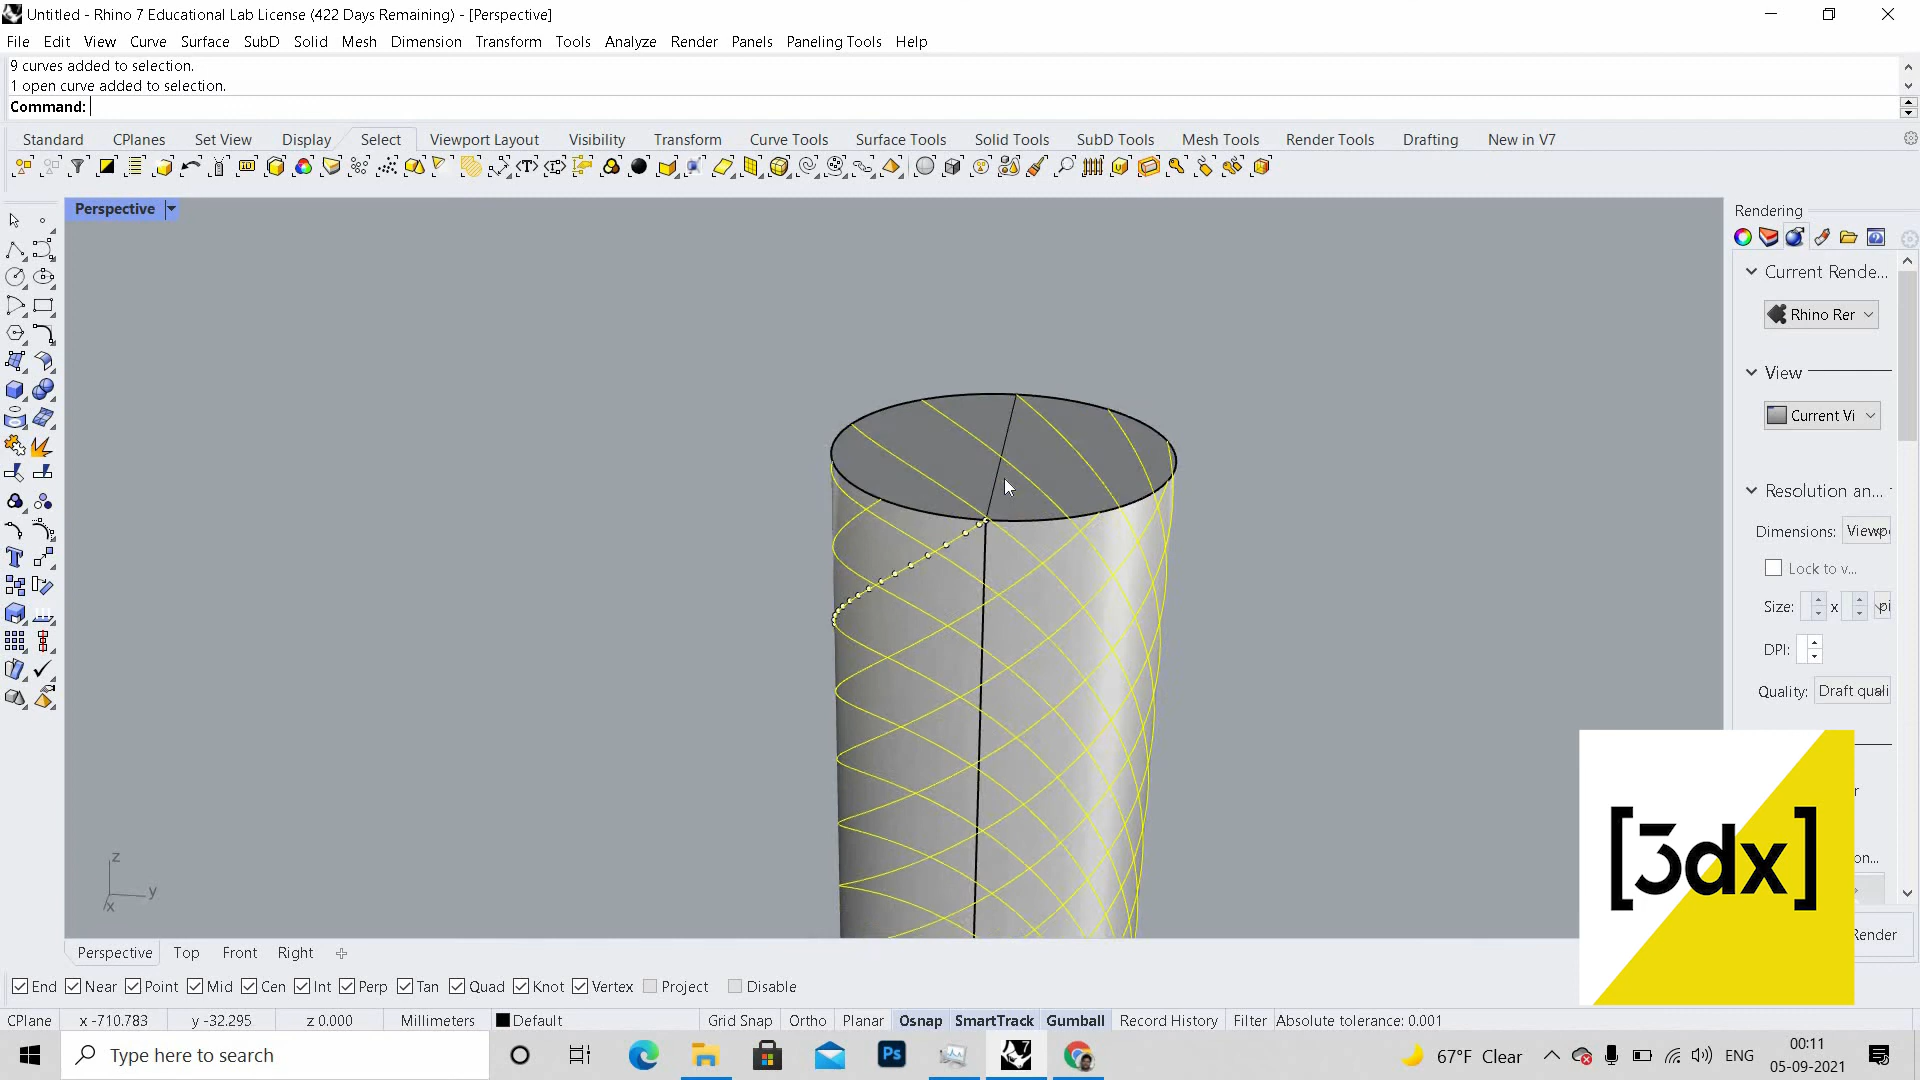 Untitled - Rhino 7 Educational Lab License (422 Days Remaining) - [Perspective]
File Edit View Curve Surface SubD Solid Mesh Dimension Transform Tools Analyze Render Panels Paneling Tools Help
9 curves added to selection.
1 open curve added to selection.
Command:
Standard CPlanes Set View Display Select Viewport Layout Visibility Transform Curve Tools Surface Tools Solid Tools SubD Tools Mesh Tools Render Tools Drafting New in V7
Perspective
Rendering
Current Rende...
Rhino Rer
View
Current Vi
Resolution an...
Dimensions: Viewp
Lock to v...
Size: x pi
DPI:
Quality: Draft quali
r
on...
Render
[3dx]
z
y
x
Perspective Top Front Right
End Near Point Mid Cen Int Perp Tan Quad Knot Vertex Project Disable
CPlane x -710.783 y -32.295 z 0.000 Millimeters Default Grid Snap Ortho Planar Osnap SmartTrack Gumball Record History Filter Absolute tolerance: 0.001
Type here to search
Ps
7
67°F Clear
ENG
00:11
05-09-2021